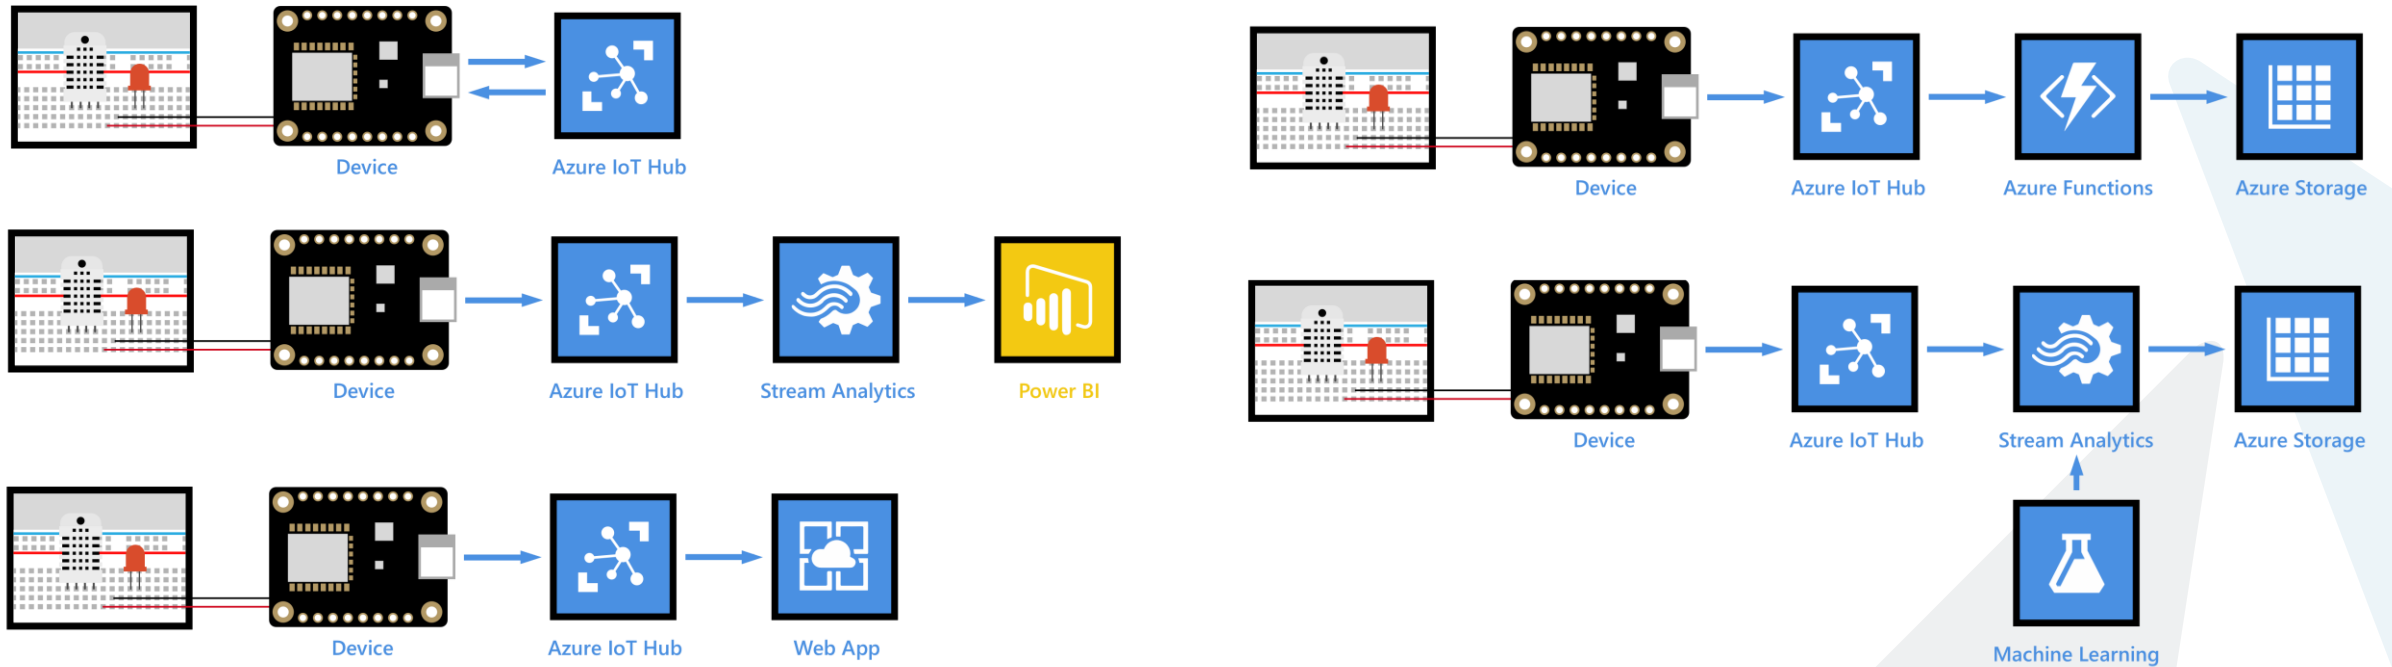 Device
Azure IoT Hub
Device
Azure IoT Hub
Stream Analytics
Power BI
Device
Azure IoT Hub
Web App
Device
Azure IoT Hub
Azure Functions
Azure Storage
Device
Azure IoT Hub
Stream Analytics
Azure Storage
Machine Learning